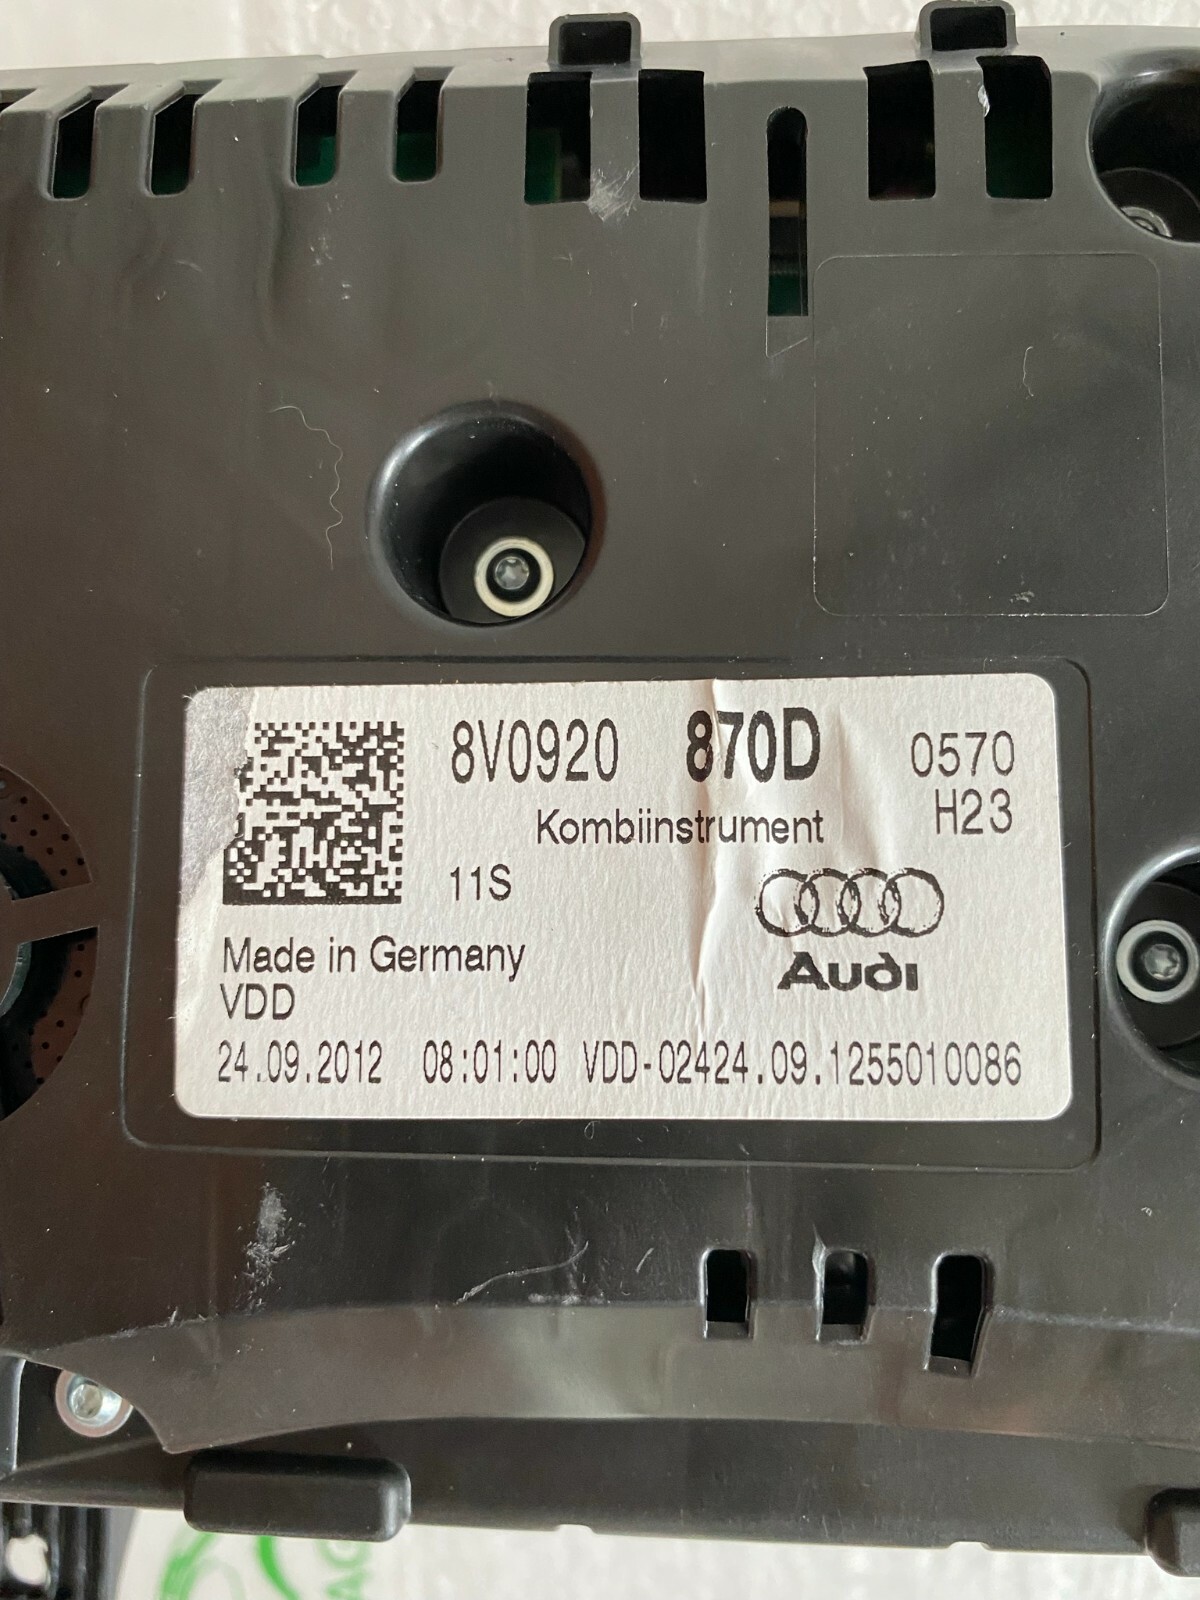 8V0920 870D 0570
Kombiinstrument H23
11S
Audi
Made in Germany
VDD
24.09.2012 08:01:00 VDD-02424.09.1255010086